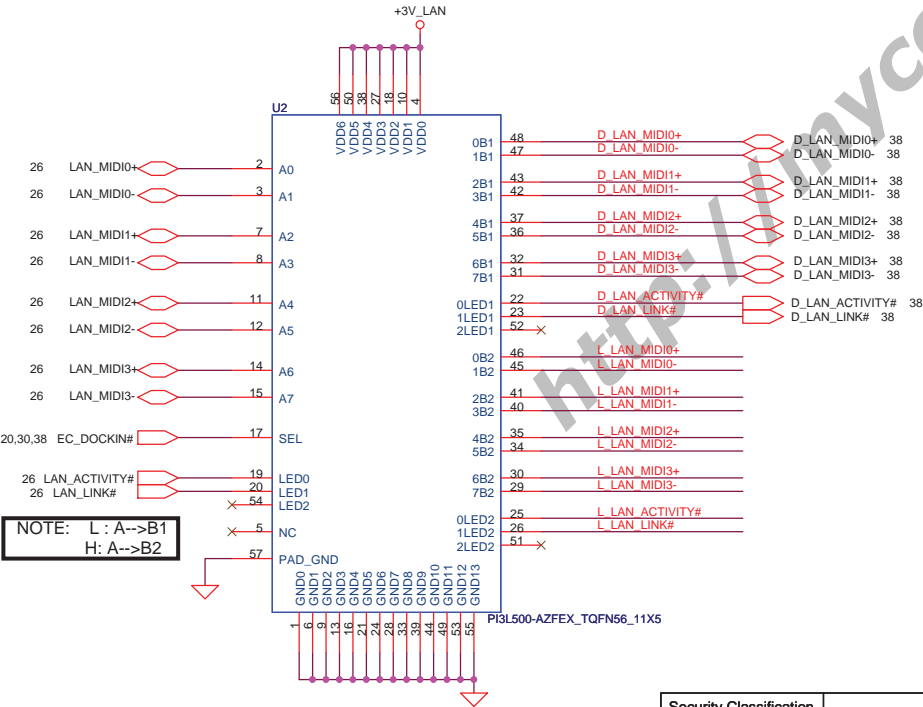 +3V_LAN
U2
56 50 38 27 18 10 4
VDD6 VDD5 VDD4 VDD3 VDD2 VDD1 VDD0
26 LAN_MIDI0+ 2 A0
26 LAN_MIDI0- 3 A1
26 LAN_MIDI1+ 7 A2
26 LAN_MIDI1- 8 A3
26 LAN_MIDI2+ 11 A4
26 LAN_MIDI2- 12 A5
26 LAN_MIDI3+ 14 A6
26 LAN_MIDI3- 15 A7
20,30,38 EC_DOCKIN# 17 SEL
26 LAN_ACTIVITY# 19 LED0
26 LAN_LINK# 20 LED1
54 LED2
5 NC
57 PAD_GND
NOTE: L : A-->B1
H: A-->B2
0B1 48 D_LAN_MIDI0+ D_LAN_MIDI0+ 38
1B1 47 D_LAN_MIDI0- D_LAN_MIDI0- 38
2B1 43 D_LAN_MIDI1+ D_LAN_MIDI1+ 38
3B1 42 D_LAN_MIDI1- D_LAN_MIDI1- 38
4B1 37 D_LAN_MIDI2+ D_LAN_MIDI2+ 38
5B1 36 D_LAN_MIDI2- D_LAN_MIDI2- 38
6B1 32 D_LAN_MIDI3+ D_LAN_MIDI3+ 38
7B1 31 D_LAN_MIDI3- D_LAN_MIDI3- 38
0LED1 22 D_LAN_ACTIVITY# D_LAN_ACTIVITY# 38
1LED1 23 D_LAN_LINK# D_LAN_LINK# 38
2LED1 52
0B2 46 L_LAN_MIDI0+
1B2 45 L_LAN_MIDI0-
2B2 41 L_LAN_MIDI1+
3B2 40 L_LAN_MIDI1-
4B2 35 L_LAN_MIDI2+
5B2 34 L_LAN_MIDI2-
6B2 30 L_LAN_MIDI3+
7B2 29 L_LAN_MIDI3-
0LED2 25 L_LAN_ACTIVITY#
1LED2 26 L_LAN_LINK#
2LED2 51
GND0 GND1 GND2 GND3 GND4 GND5 GND6 GND7 GND8 GND9 GND10 GND11 GND12 GND13
1 6 9 13 16 21 24 28 33 39 44 49 53 55
PI3L500-AZFEX_TQFN56_11X5
http://myc
Security Classification